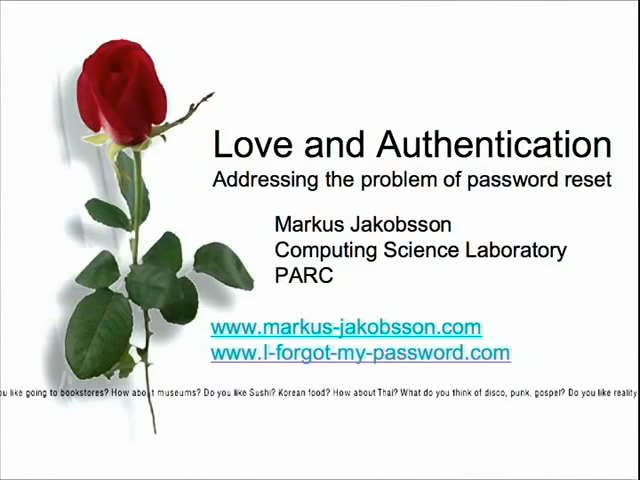 Love and Authentication
Addressing the problem of password reset
Markus Jakobsson
Computing Science Laboratory
PARC
www.markus-jakobsson.com
www.I-forgot-my-password.com
ou like going to bookstores? How about museums? Do you like Sushi? Korean food? How about Thai? What do you think of disco, punk, gospel? Do you like reality